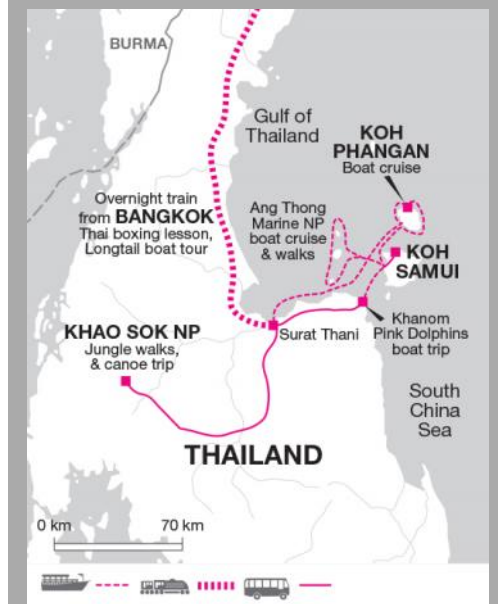 BURMA
Gulf of
Thailand
KOH
PHANGAN
Boat cruise
Overnight train
from BANGKOK
Thai boxing lesson,
Longtail boat tour
Ang Thong
Marine NP
boat cruise
& walks
KOH
SAMUI
KHAO SOK NP
Jungle walks,
& canoe trip
Surat Thani
Khanom
Pink Dolphins
boat trip
South
China
Sea
THAILAND
0 km
70 km